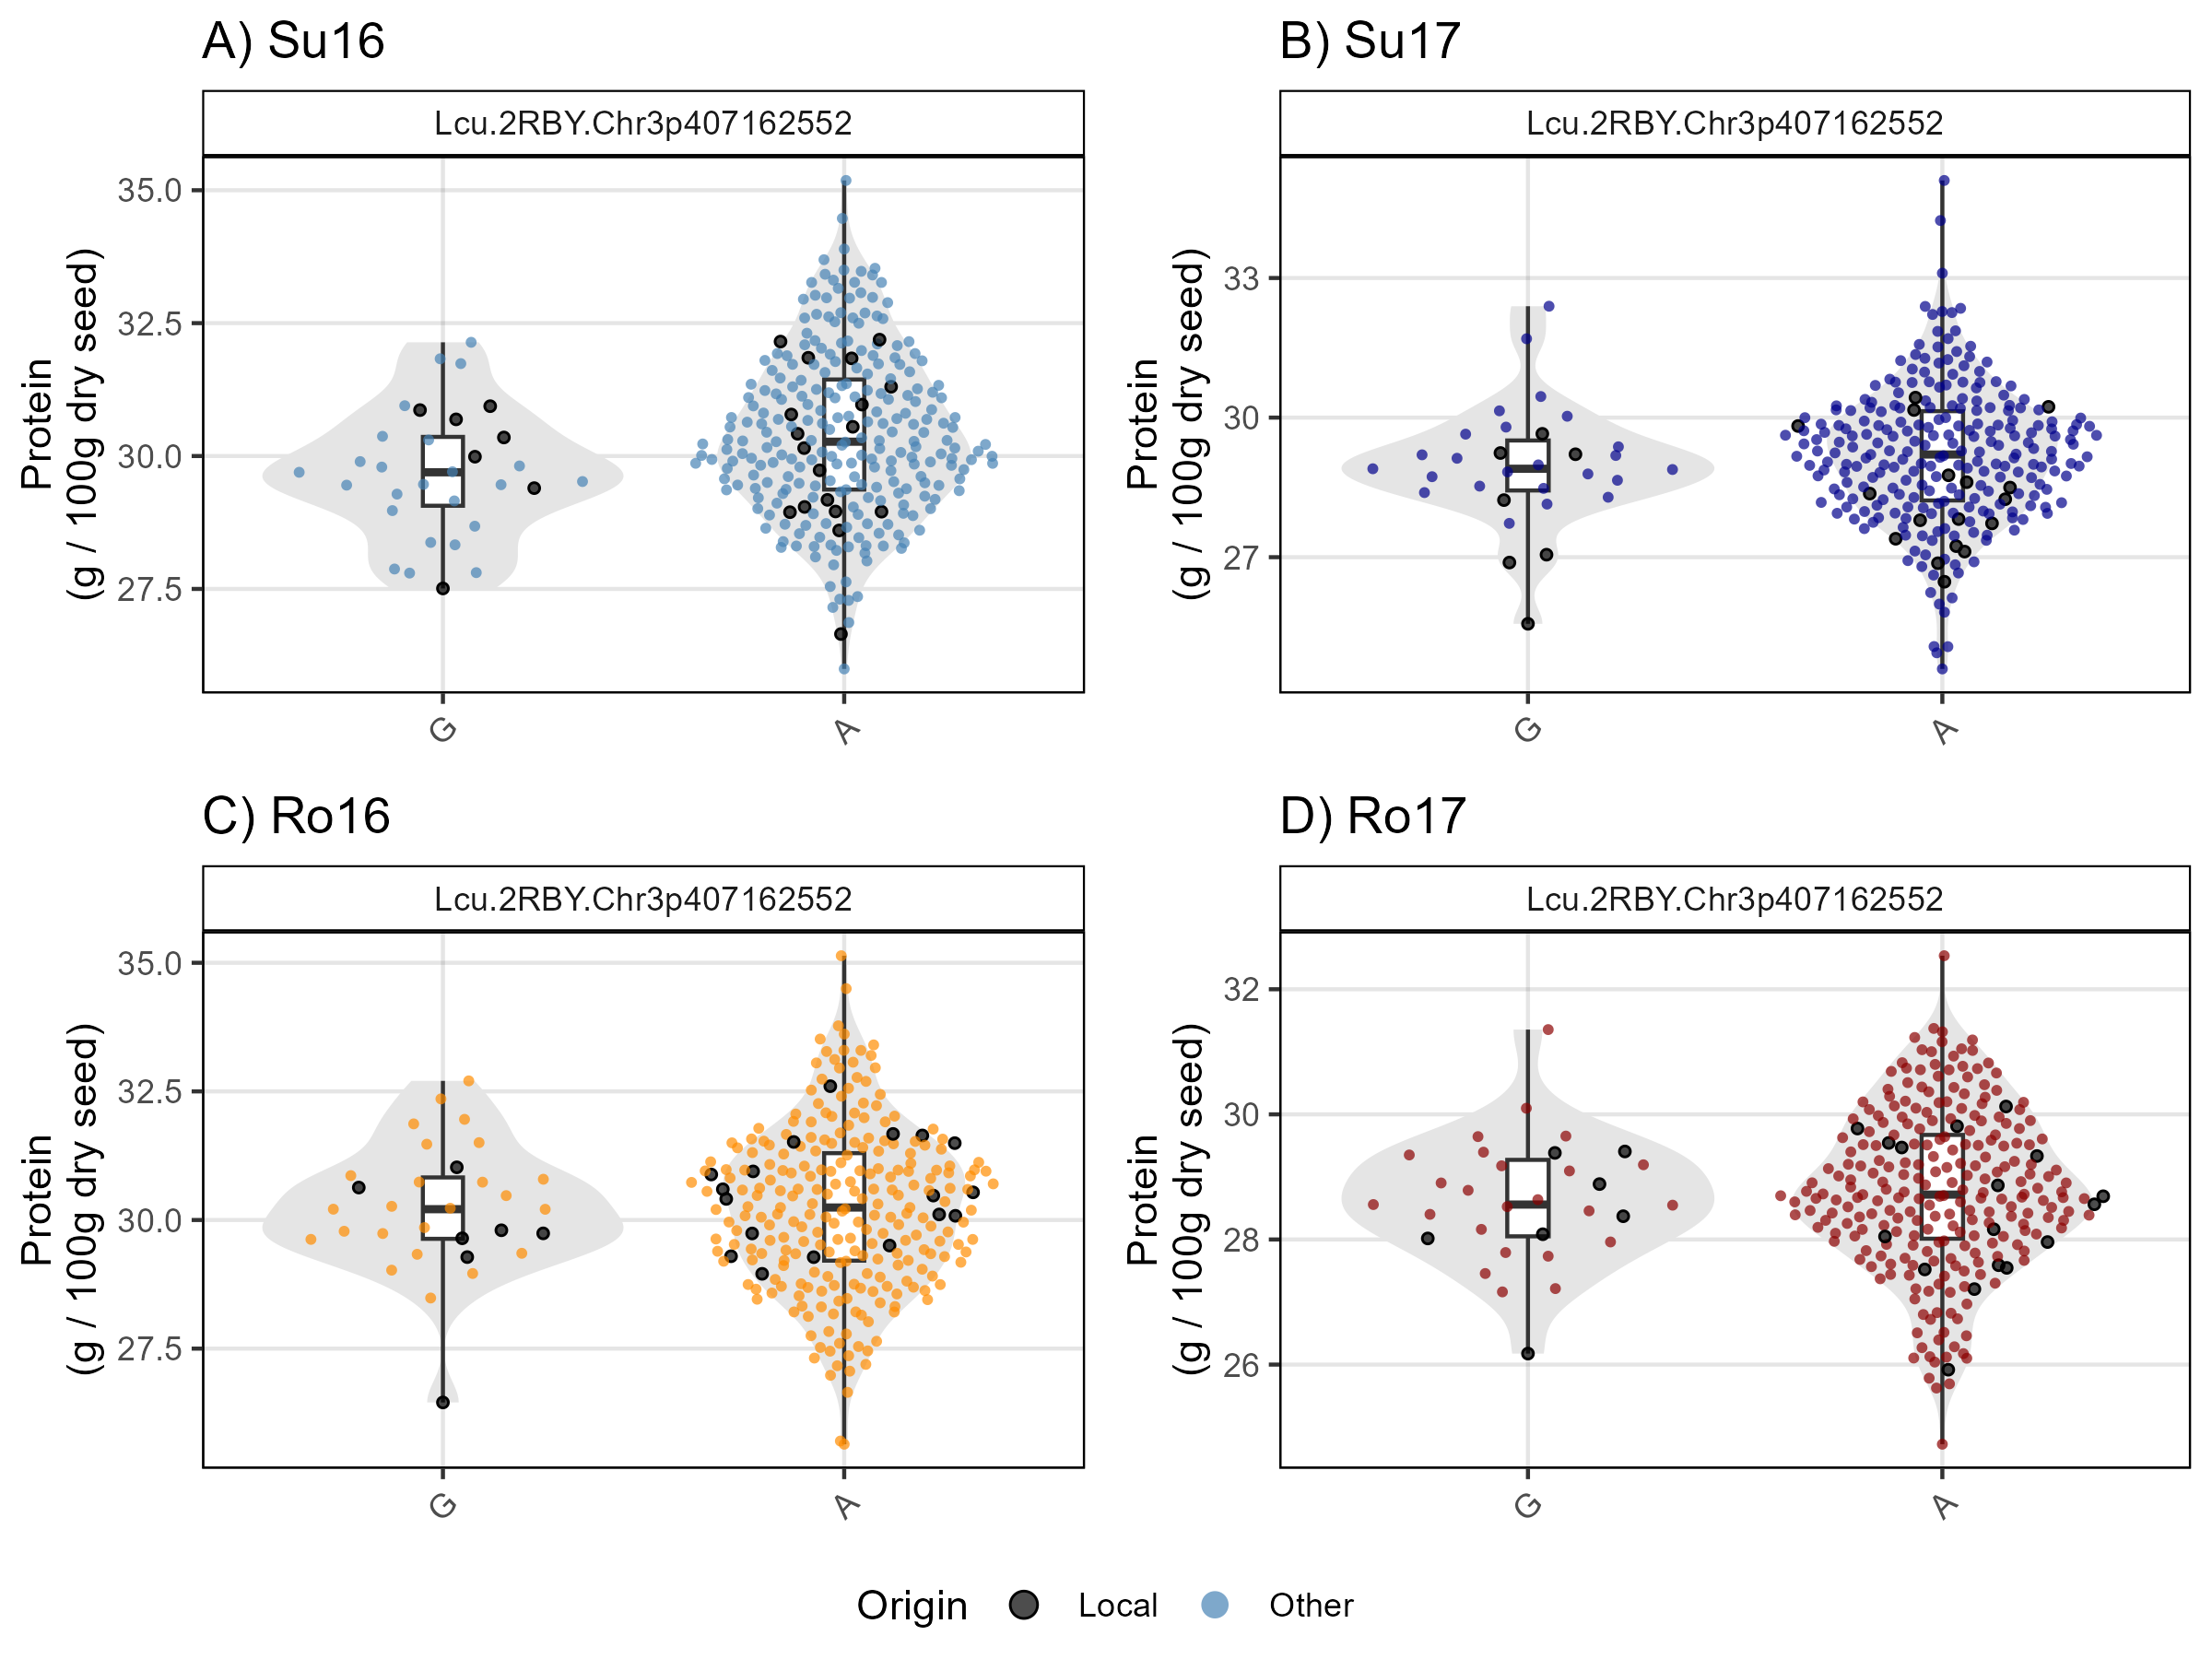 A) Su16
Lcu.2RBY.Chr3p407162552
Protein
(g / 100g dry seed)
35.0
32.5
30.0
27.5
G
A
B) Su17
Lcu.2RBY.Chr3p407162552
Protein
(g / 100g dry seed)
33
30
27
G
A
C) Ro16
Lcu.2RBY.Chr3p407162552
Protein
(g / 100g dry seed)
35.0
32.5
30.0
27.5
G
A
D) Ro17
Lcu.2RBY.Chr3p407162552
Protein
(g / 100g dry seed)
32
30
28
26
G
A
Origin Local Other